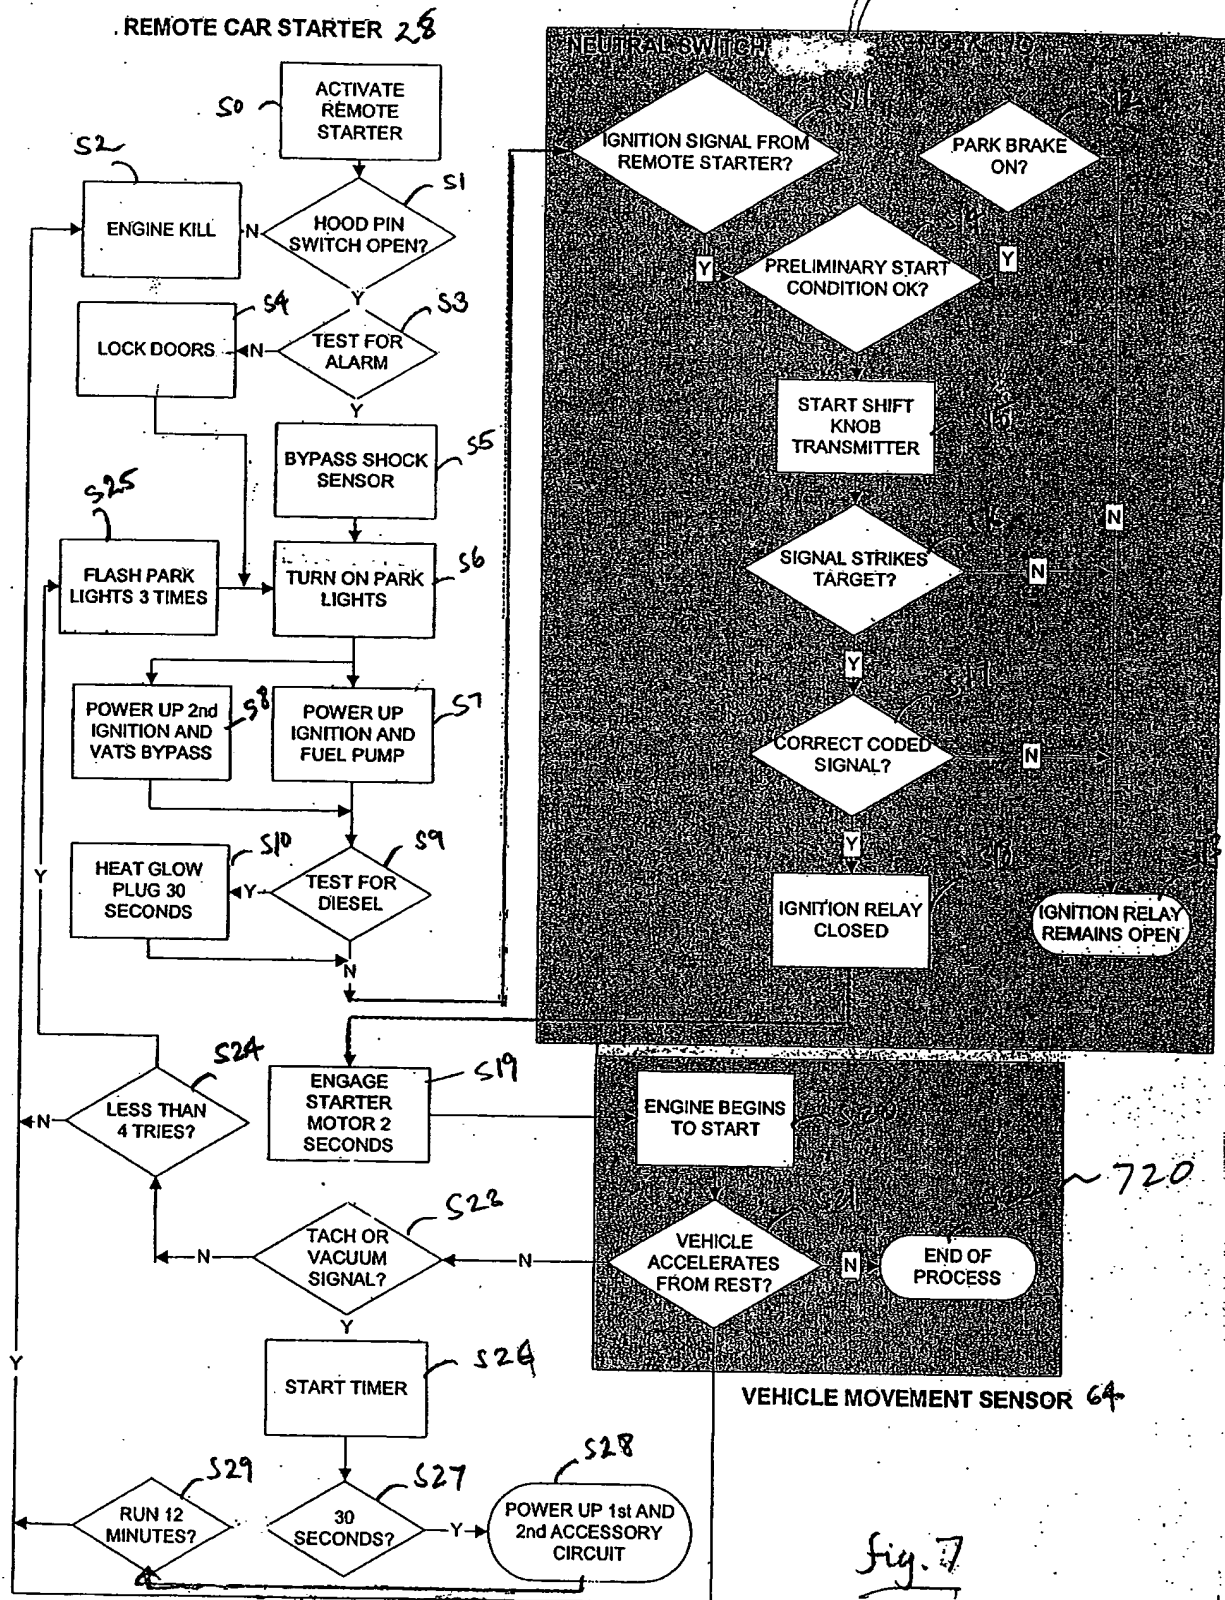 REMOTE CAR STARTER 28
NEUTRAL SWITCH
S0
ACTIVATE
REMOTE
STARTER
S2
ENGINE KILL
N
S1
HOOD PIN
SWITCH OPEN?
Y
S4
LOCK DOORS
N
S3
TEST FOR
ALARM
Y
BYPASS SHOCK
SENSOR
S5
S25
FLASH PARK
LIGHTS 3 TIMES
TURN ON PARK
LIGHTS
S6
POWER UP 2nd
IGNITION AND
VATS BYPASS
S8
POWER UP
IGNITION AND
FUEL PUMP
S7
HEAT GLOW
PLUG 30
SECONDS
S10
Y
TEST FOR
DIESEL
S9
N
Y
IGNITION SIGNAL FROM
REMOTE STARTER?
S11
PARK BRAKE
ON?
12
Y
Y
PRELIMINARY START
CONDITION OK?
START SHIFT
KNOB
TRANSMITTER
SIGNAL STRIKES
TARGET?
N
N
Y
CORRECT CODED
SIGNAL?
N
Y
IGNITION RELAY
CLOSED
IGNITION RELAY
REMAINS OPEN
S24
LESS THAN
4 TRIES?
N
ENGAGE
STARTER
MOTOR 2
SECONDS
S19
ENGINE BEGINS
TO START
720
TACH OR
VACUUM
SIGNAL?
S23
N
N
Y
VEHICLE
ACCELERATES
FROM REST?
N
END OF
PROCESS
START TIMER
S26
VEHICLE MOVEMENT SENSOR 64
Y
RUN 12
MINUTES?
S29
30
SECONDS?
S27
Y
POWER UP 1st AND
2nd ACCESSORY
CIRCUIT
S28
fig. 7